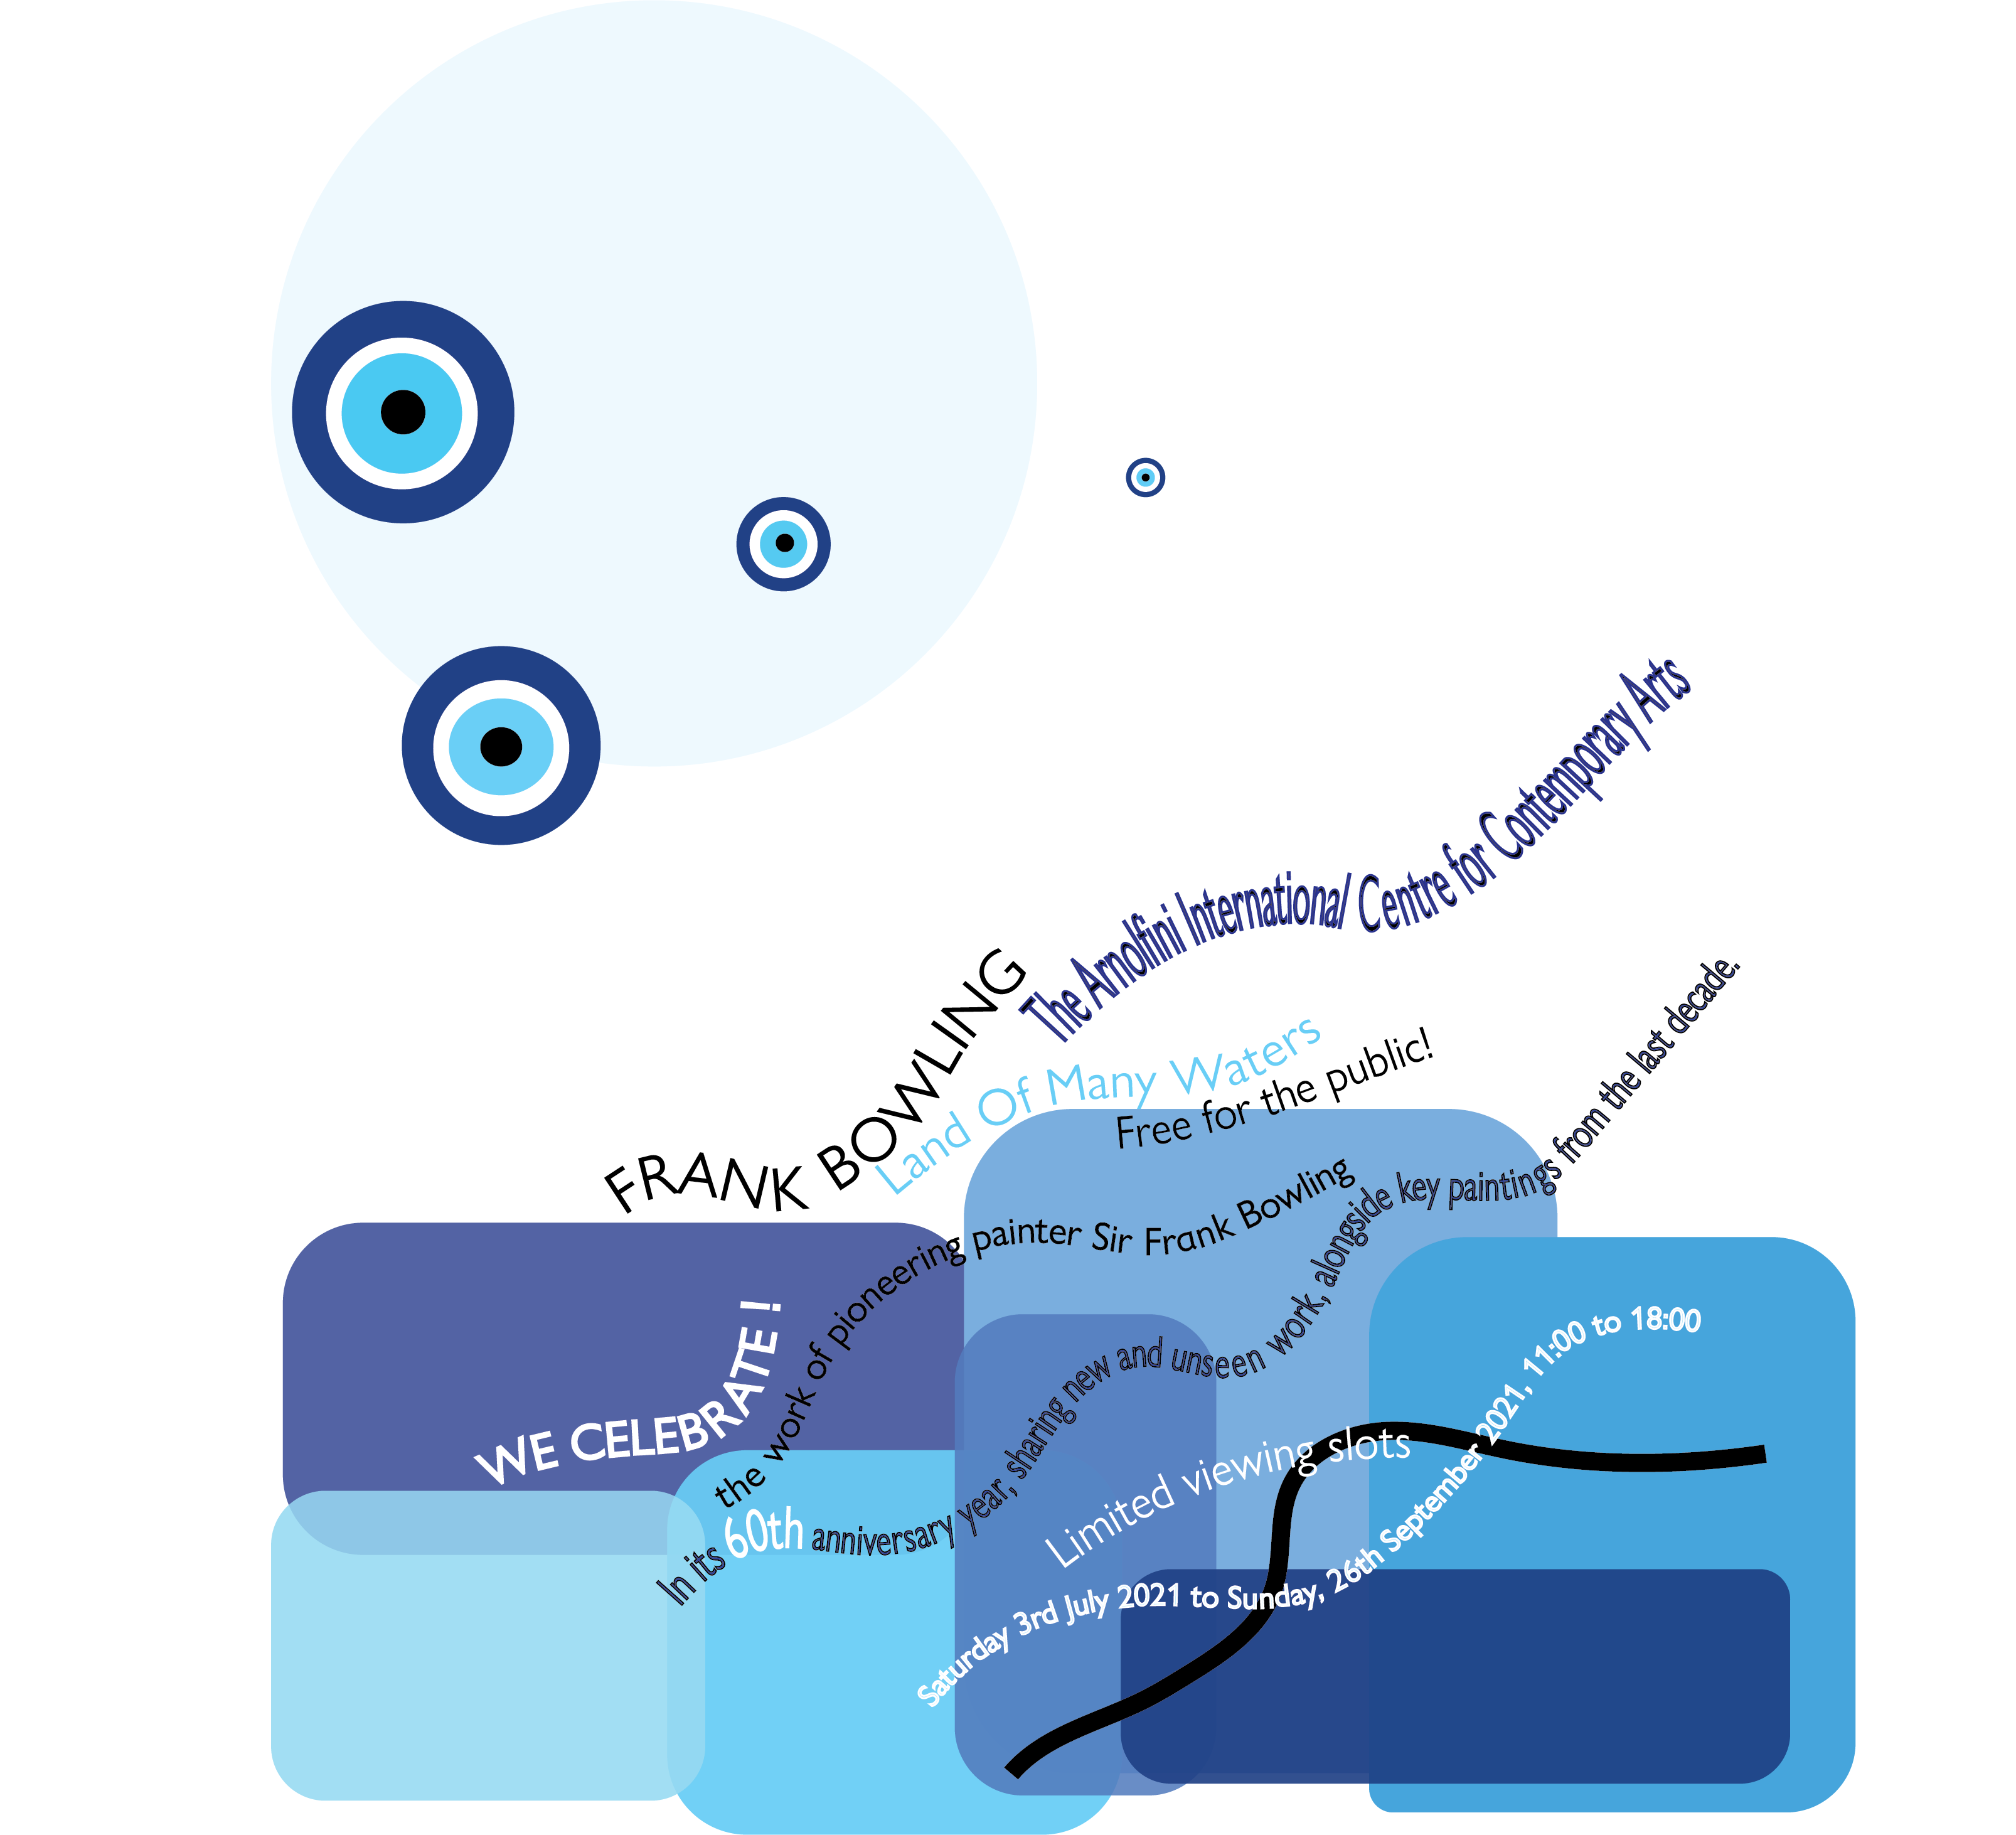 The Arnolfini International Centre for Contemporary Arts
FRANK BOWLING
Land Of Many Waters
Free for the public!
WE CELEBRATE !
the work of pioneering painter Sir Frank Bowling
In its 60th anniversary year, sharing new and unseen work, alongside key paintings from the last decade.
Limited viewing slots
Saturday 3rd July 2021 to Sunday, 26th September 2021, 11:00 to 18:00